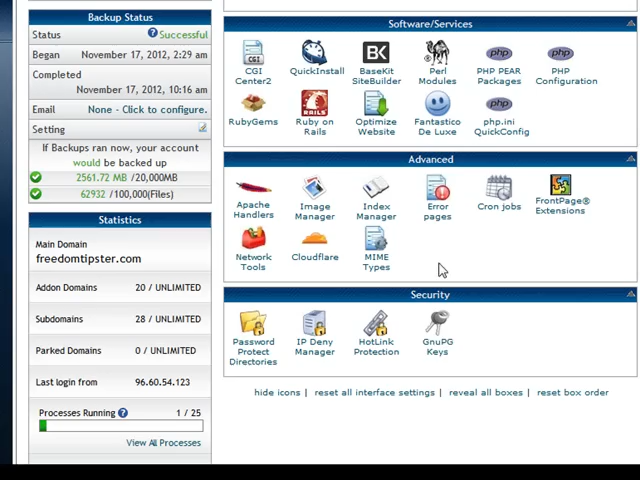 Backup Status
Status
Successful
Began
November 17, 2012, 2:29 am
Completed
November 17, 2012, 10:16 am
Email
None - Click to configure.
Setting
If Backups ran now, your account
would be backed up
2561.72 MB /20,000MB
62932 /100,000(Files)
Statistics
Main Domain
freedomtipster.com
Addon Domains
20 / UNLIMITED
Subdomains
28 / UNLIMITED
Parked Domains
0 / UNLIMITED
Last login from
96.60.54.123
Processes Running
1 / 25
View All Processes
Software/Services
CGI
CGI
Center2
QuickInstall
BK
BaseKit
SiteBuilder
Perl
Modules
php
PHP PEAR
Packages
php
PHP
Configuration
RubyGems
RAILS
Ruby on
Rails
Optimize
Website
Fantastico
De Luxe
php
php.ini
QuickConfig
Advanced
Apache
Handlers
Image
Manager
Index
Manager
Error
pages
Cron jobs
FrontPage®
Extensions
Network
Tools
Cloudflare
MIME
Types
Security
Password
Protect
Directories
IP Deny
Manager
HotLink
Protection
GnuPG
Keys
hide icons | reset all interface settings | reveal all boxes | reset box order